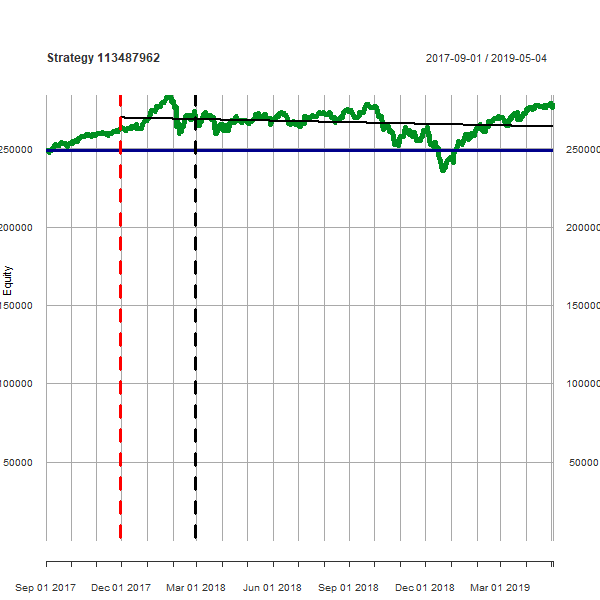 Strategy 113487962
2017-09-01 / 2019-05-04
250000
250000
200000
200000
Equity
150000
150000
100000
100000
50000
50000
Sep 01 2017
Dec 01 2017
Mar 01 2018
Jun 01 2018
Sep 01 2018
Dec 01 2018
Mar 01 2019